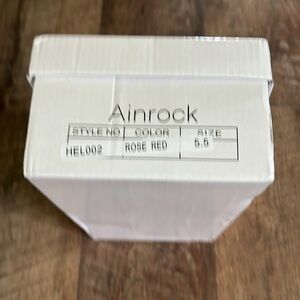 Ainrock
STYLE NO COLOR SIZE
HEL002 ROSE RED 5.5